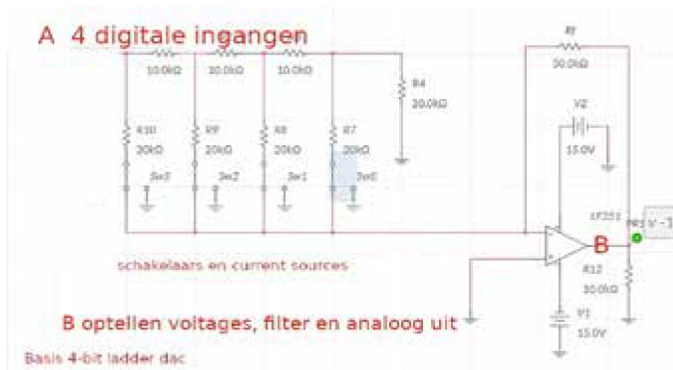 A 4 digitale ingangen
Rf
10.0kΩ 10.0kΩ 10.0kΩ
30.0kΩ
R4
20.0kΩ
V2
15.0V
R10 R9 R8 R7
20kΩ 20kΩ 20kΩ 20kΩ
Sw3 Sw2 Sw1 Sw0
LF351
B
schakelaars en current sources
R12
V1
15.0V
B optellen voltages, filter en analoog uit
Basis 4-bit ladder dac